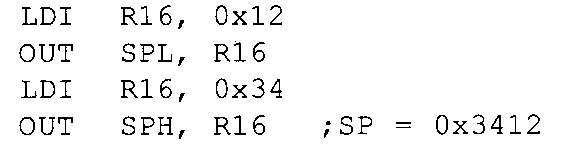 LDI R16, 0x12
OUT SPL, R16
LDI R16, 0x34
OUT SPH, R16 ;SP = 0x3412